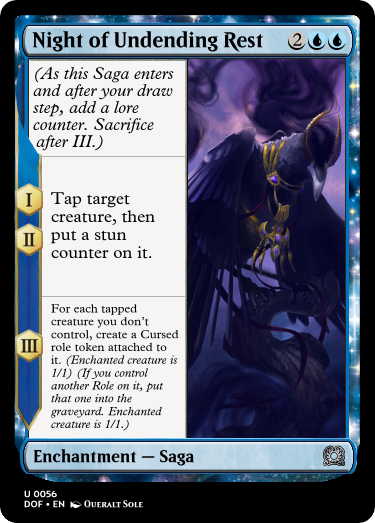 Night of Undending Rest 2
(As this Saga enters
and after your draw
step, add a lore
counter. Sacrifice
after III.)
I
II
Tap target
creature, then
put a stun
counter on it.
III
For each tapped
creature you don't
control, create a Cursed
role token attached to
it. (Enchanted creature is
1/1) (If you control
another Role on it, put
that one into the
graveyard. Enchanted
creature is 1/1.)
Enchantment — Saga
U 0056
DOF • EN Queralt Sole